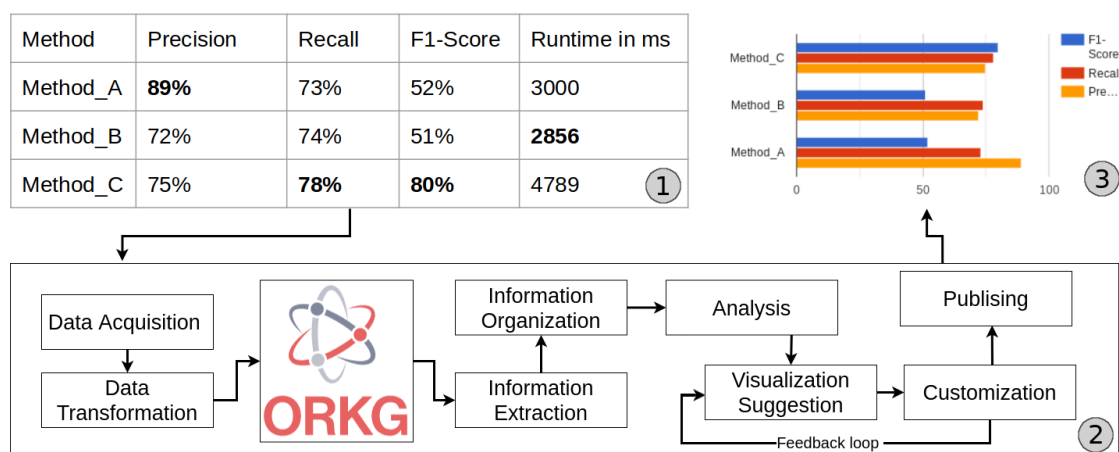 Method Precision Recall F1-Score Runtime in ms
Method_A 89% 73% 52% 3000
Method_B 72% 74% 51% 2856
Method_C 75% 78% 80% 4789
1
Method_C
Method_B
Method_A
0 50 100
F1-
Score
Recall
Pre...
3
Data Acquisition
Data
Transformation
ORKG
Information
Organization
Information
Extraction
Analysis
Visualization
Suggestion
Customization
Publising
Feedback loop
2